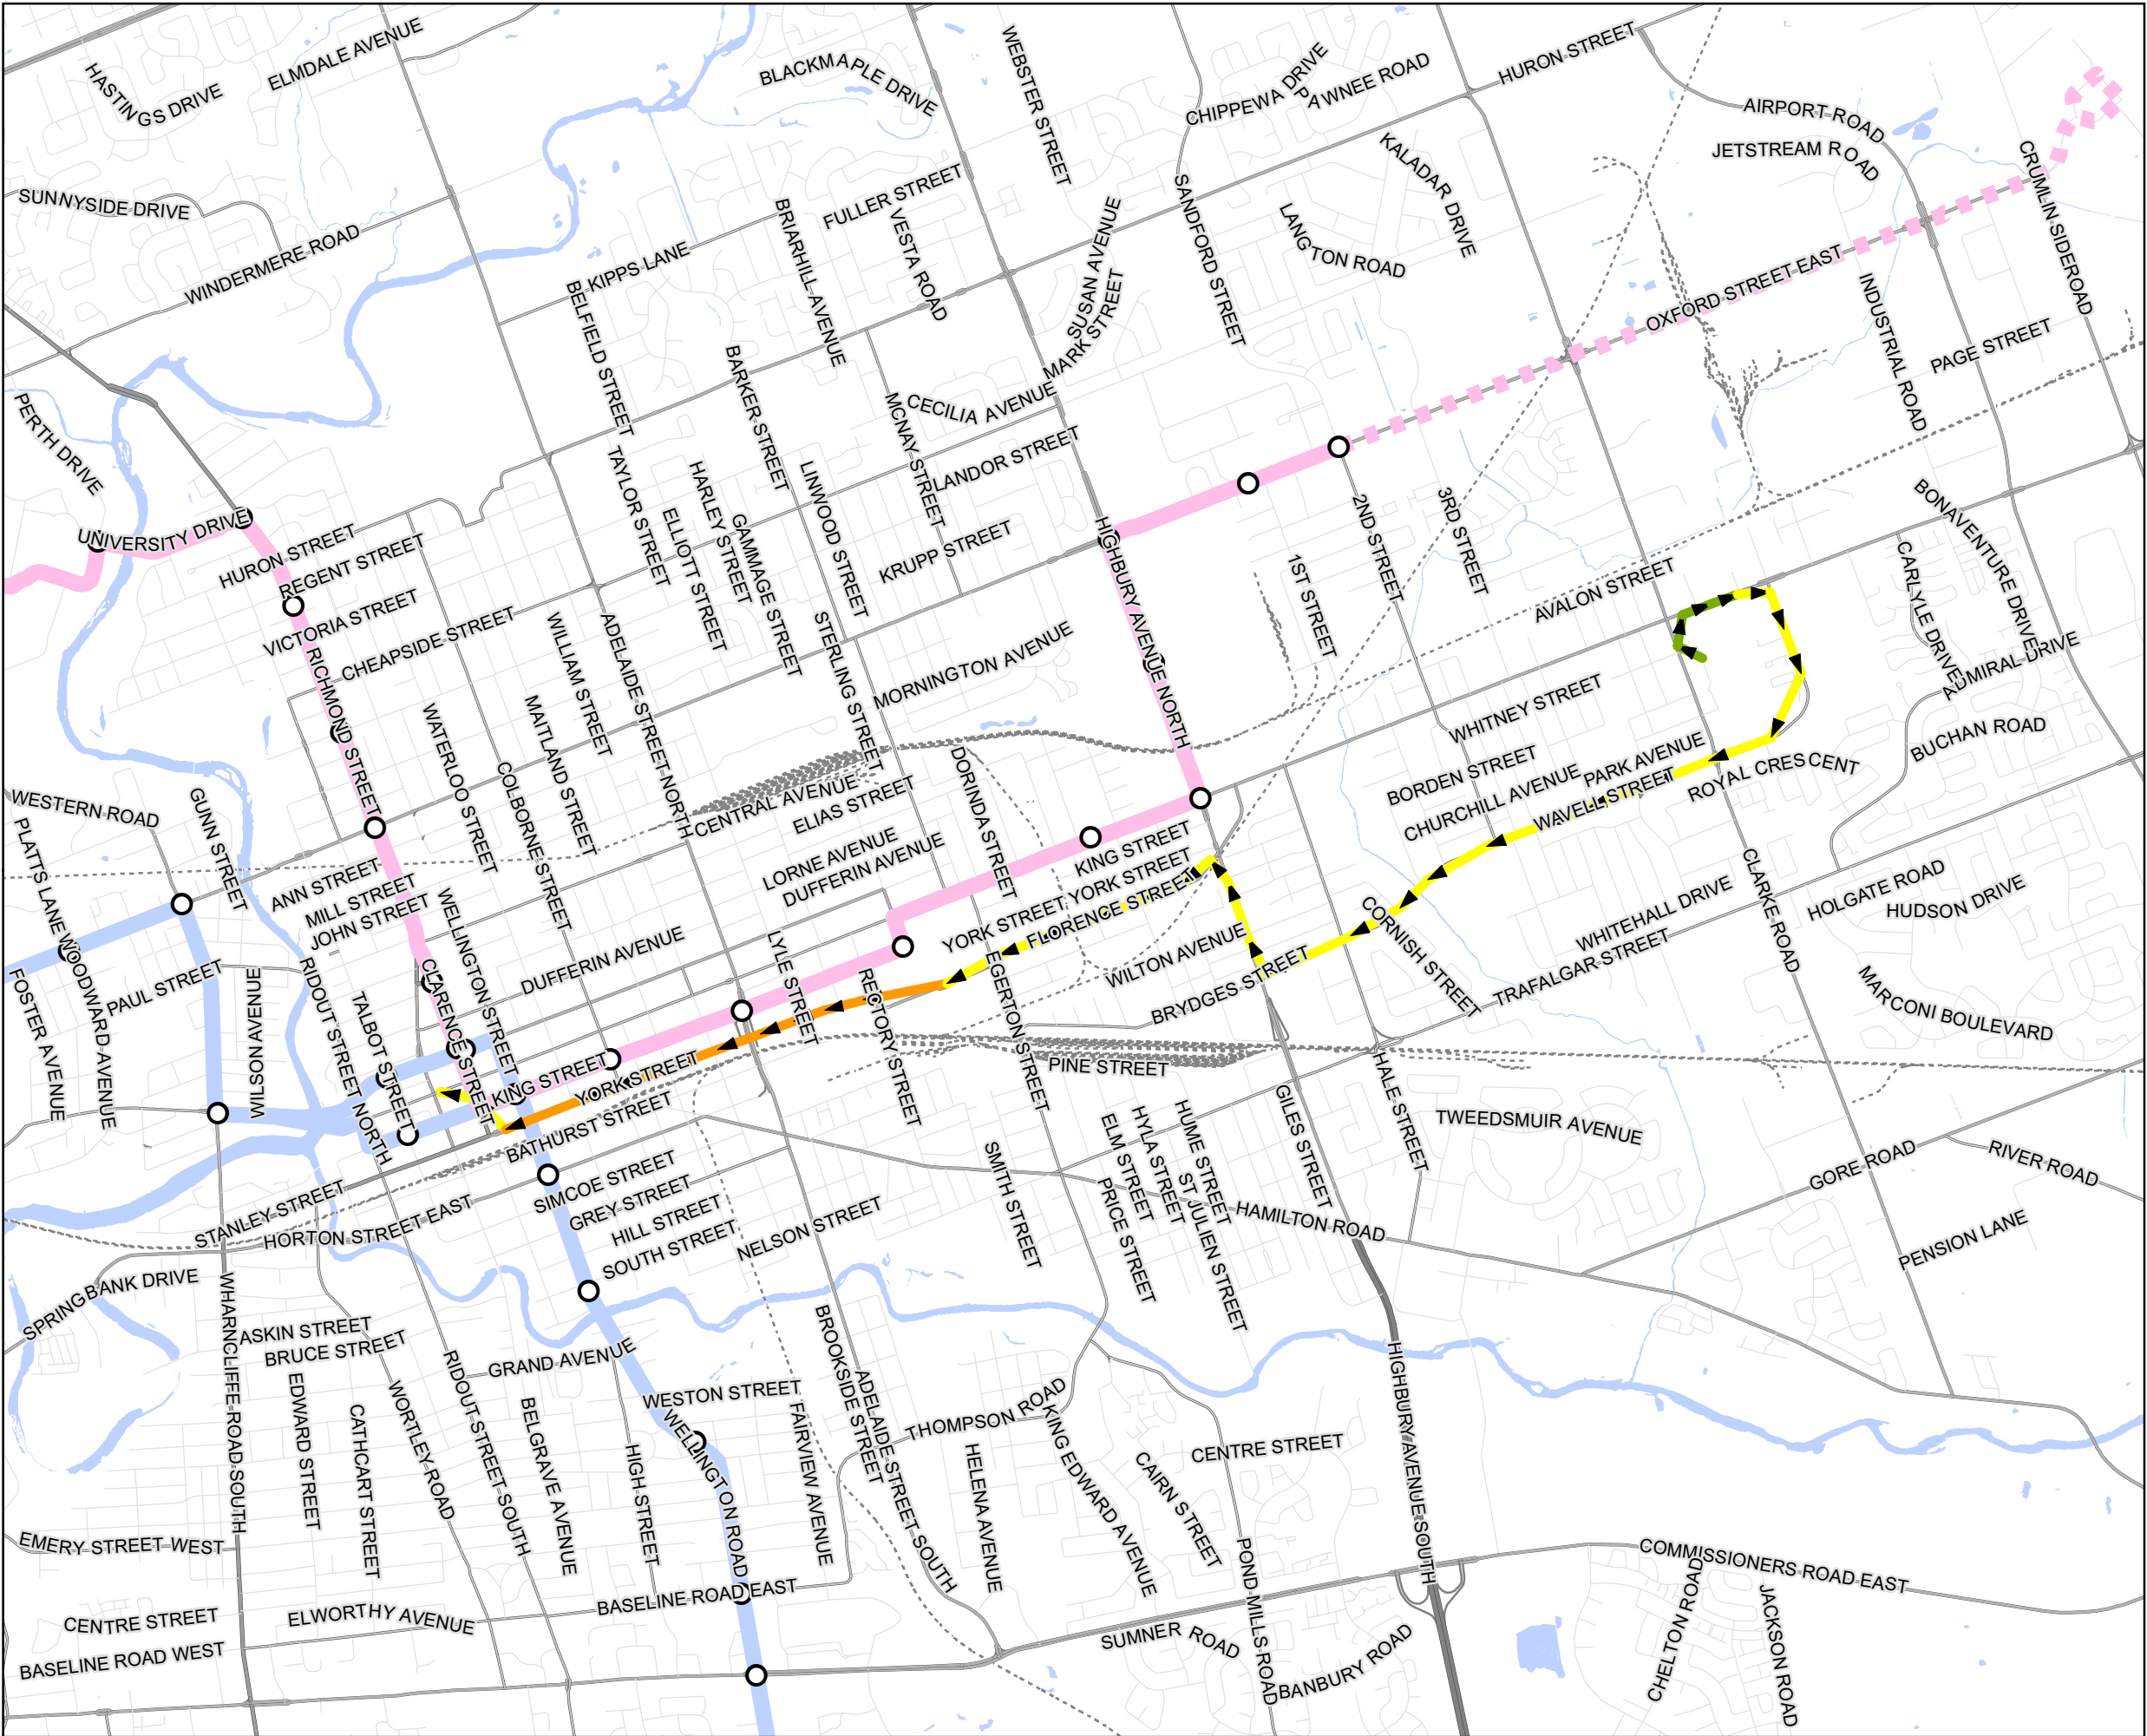 HASTINGS DRIVE
ELMDALE AVENUE
BLACKMAPLE DRIVE
WEBSTER STREET
CHIPPEWA DRIVE
PAWNEE ROAD
HURON STREET
AIRPORT ROAD
JETSTREAM ROAD
CRUMLIN SIDEROAD
KALADAR DRIVE
SUNNYSIDE DRIVE
WINDERMERE ROAD
FULLER STREET
BRIARHILL AVENUE
VESTA ROAD
KIPPS LANE
SUSAN AVENUE
MARK STREET
SANDFORD STREET
LANGTON ROAD
OXFORD STREET EAST
INDUSTRIAL ROAD
PAGE STREET
BELFIELD STREET
BARKER STREET
CECILIA AVENUE
MCNAY STREET
LANDOR STREET
PERTH DRIVE
TAYLOR STREET
HARLEY STREET
LINWOOD STREET
ELLIOTT STREET
GAMMAGE STREET
KRUPP STREET
HIGHBURY AVENUE NORTH
2ND STREET
3RD STREET
1ST STREET
BONAVENTURE DRIVE
CARLYLE DRIVE
ADMIRAL DRIVE
AVALON STREET
UNIVERSITY DRIVE
HURON STREET
REGENT STREET
VICTORIA STREET
CHEAPSIDE STREET
RICHMOND STREET
WILLIAM STREET
ADELAIDE STREET NORTH
STERLING STREET
MORNINGTON AVENUE
MAITLAND STREET
WATERLOO STREET
COLBORNE STREET
WHITNEY STREET
BORDEN STREET
CHURCHILL AVENUE
PARK AVENUE
WAVELL STREET
ROYAL CRESCENT
BUCHAN ROAD
WESTERN ROAD
GUNN STREET
PLATTS LANE
CENTRAL AVENUE
ELIAS STREET
DORINDA STREET
LORNE AVENUE
DUFFERIN AVENUE
KING STREET
YORK STREET
YORK STREET
FLORENCE STREET
ANN STREET
MILL STREET
JOHN STREET
WELLINGTON STREET
CORNISH STREET
CLARKE ROAD
WHITEHALL DRIVE
TRAFALGAR STREET
HOLGATE ROAD
HUDSON DRIVE
MARCONI BOULEVARD
WOODWARD AVENUE
FOSTER AVENUE
PAUL STREET
WILSON AVENUE
RIDOUT STREET NORTH
TALBOT STREET
CLARENCE STREET
DUFFERIN AVENUE
LYLE STREET
RECTORY STREET
EGERTON STREET
WILTON AVENUE
BRYDGES STREET
PINE STREET
KING STREET
YORK STREET
BATHURST STREET
HALE STREET
GILES STREET
TWEEDSMUIR AVENUE
HUME STREET
HYLA STREET
ELM STREET
ST JULIEN STREET
PRICE STREET
SMITH STREET
HAMILTON ROAD
GORE ROAD
RIVER ROAD
PENSION LANE
STANLEY STREET
HORTON STREET EAST
SIMCOE STREET
GREY STREET
HILL STREET
SOUTH STREET
NELSON STREET
SPRINGBANK DRIVE
WHARNCLIFFE ROAD SOUTH
ASKIN STREET
BRUCE STREET
EDWARD STREET
CATHCART STREET
WORTLEY ROAD
RIDOUT STREET SOUTH
GRAND AVENUE
BELGRAVE AVENUE
HIGH STREET
WESTON STREET
WELLINGTON ROAD
FAIRVIEW AVENUE
BROOKSIDE STREET
ADELAIDE STREET SOUTH
THOMPSON ROAD
HELENA AVENUE
KING EDWARD AVENUE
CAIRN STREET
CENTRE STREET
POND MILLS ROAD
HIGHBURY AVENUE SOUTH
COMMISSIONERS ROAD EAST
CHELTON ROAD
JACKSON ROAD
EMERY STREET WEST
CENTRE STREET
ELWORTHY AVENUE
BASELINE ROAD EAST
BASELINE ROAD WEST
SUMNER ROAD
BANBURY ROAD